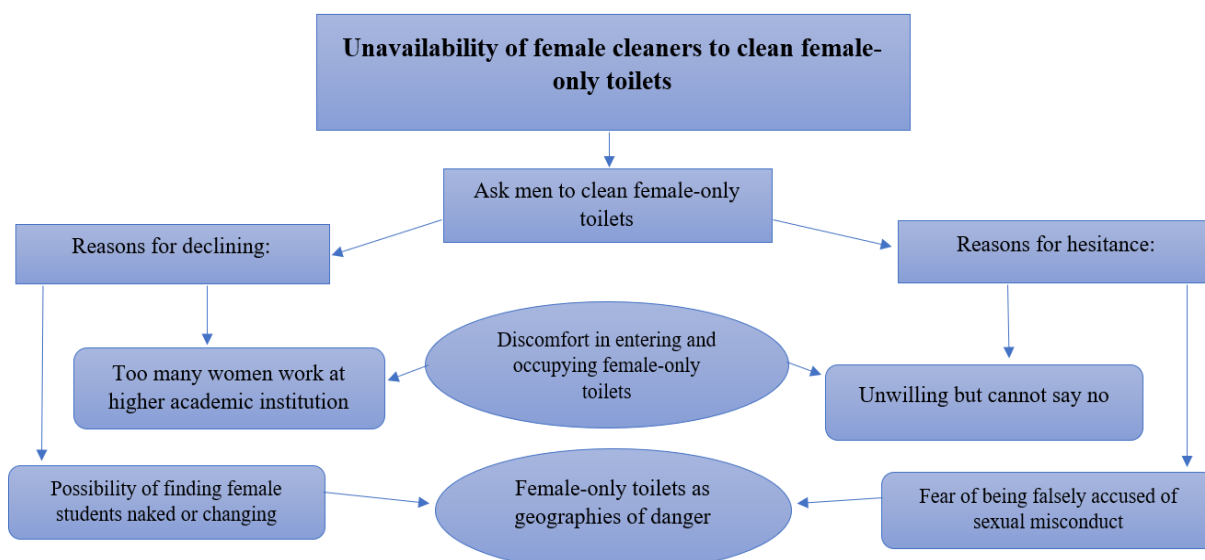 Unavailability of female cleaners to clean female-
only toilets
Ask men to clean female-only
toilets
Reasons for declining:
Reasons for hesitance:
Discomfort in entering and
occupying female-only
toilets
Too many women work at
higher academic institution
Unwilling but cannot say no
Possibility of finding female
students naked or changing
Female-only toilets as
geographies of danger
Fear of being falsely accused of
sexual misconduct